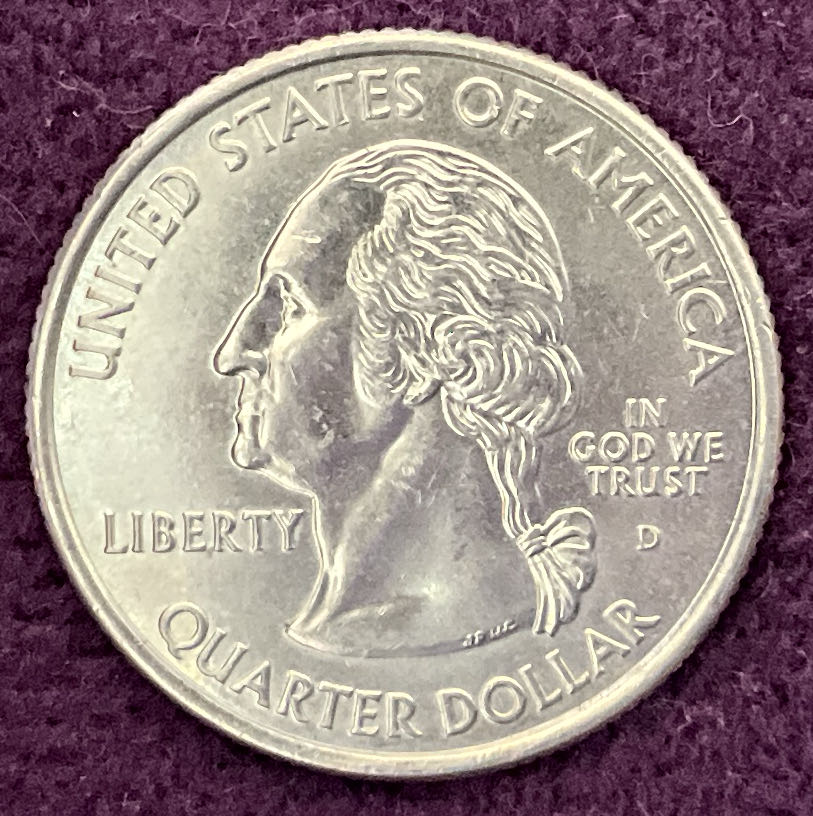 UNITED STATES OF AMERICA
IN
GOD WE
TRUST
LIBERTY
D
QUARTER DOLLAR